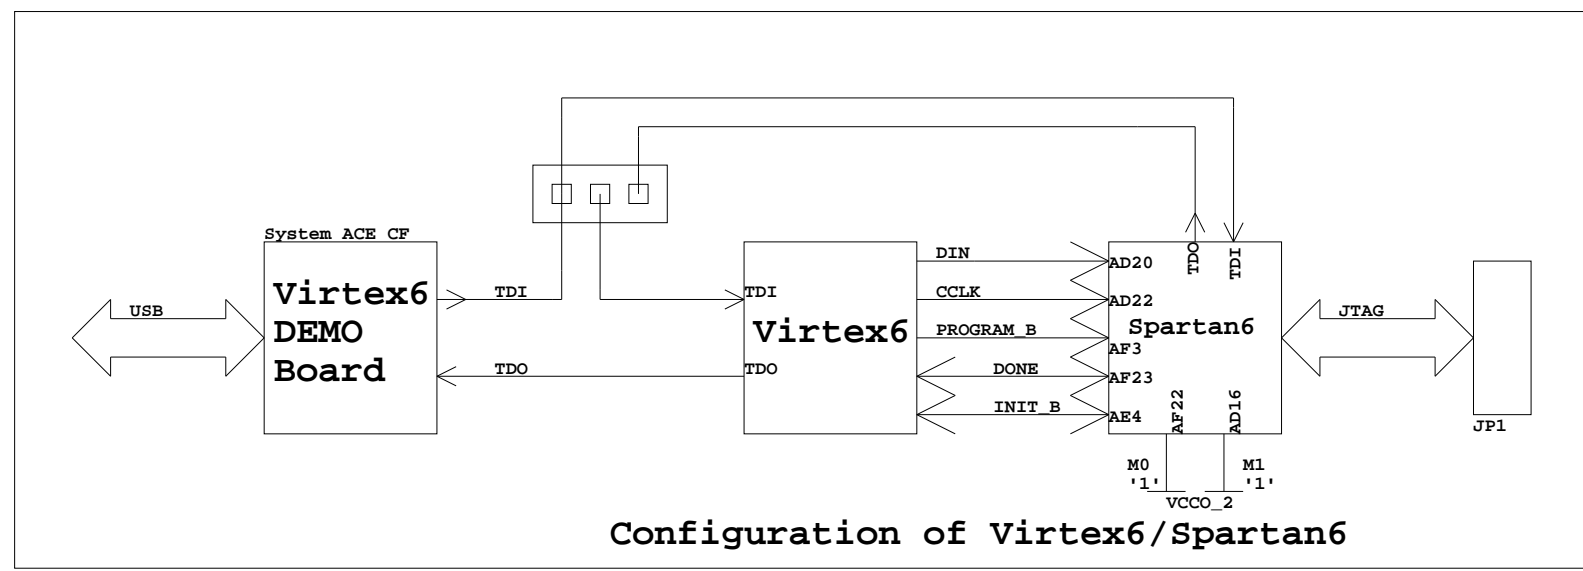 System ACE CF
Virtex6
DEMO
Board
USB
TDI
TDO
TDI
Virtex6
TDO
DIN
CCLK
PROGRAM_B
DONE
INIT_B
AD20
AD22
AF3
AF23
AE4
TDO
TDI
Spartan6
AF22
AD16
JTAG
JP1
M0
'1'
M1
'1'
VCCO_2
Configuration of Virtex6/Spartan6